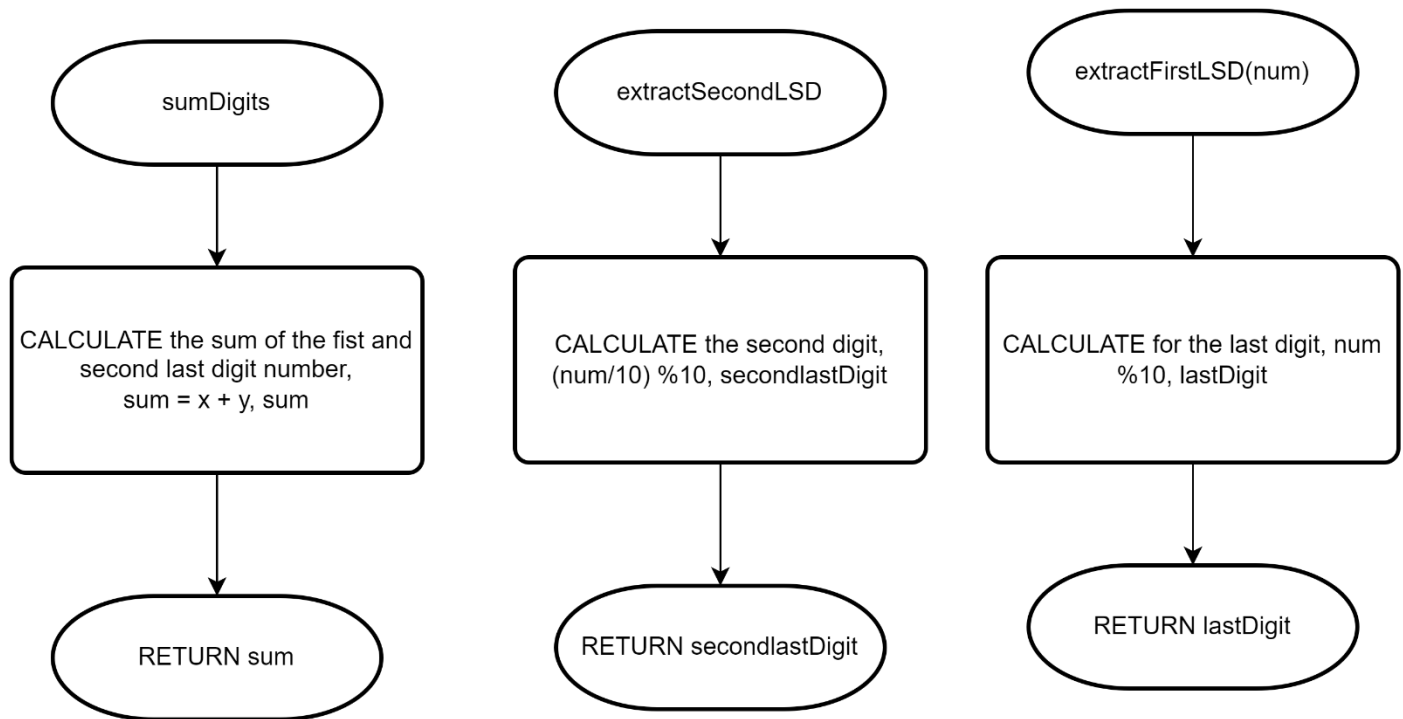 sumDigits
CALCULATE the sum of the fist and
second last digit number,
sum = x + y, sum
RETURN sum
extractSecondLSD
CALCULATE the second digit,
(num/10) %10, secondlastDigit
RETURN secondlastDigit
extractFirstLSD(num)
CALCULATE for the last digit, num
%10, lastDigit
RETURN lastDigit